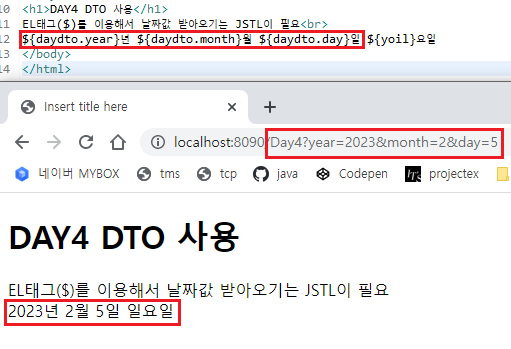 10 <h1>DAY4 DTO 사용</h1>
11 EL태그($)를 이용해서 날짜값 받아오기는 JSTL이 필요<br>
12 ${daydto.year}년 ${daydto.month}월 ${daydto.day}일 ${yoil}요일
13 </body>
14 </html>
Insert title here
localhost:8090/Day4?year=2023&month=2&day=5
네이버 MYBOX tms tcp java Codepen projectex
DAY4 DTO 사용
EL태그($)를 이용해서 날짜값 받아오기는 JSTL이 필요
2023년 2월 5일 일요일